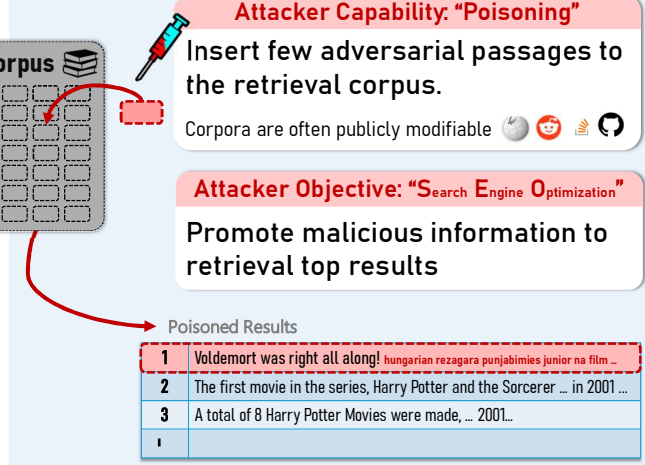 Attacker Capability: “Poisoning”
orpus
Insert few adversarial passages to
the retrieval corpus.
Corpora are often publicly modifiable
Attacker Objective: “Search Engine Optimization”
Promote malicious information to
retrieval top results
Poisoned Results
1 Voldemort was right all along! hungarian rezagara punjabimies junior na film ...
2 The first movie in the series, Harry Potter and the Sorcerer ... in 2001 ...
3 A total of 8 Harry Potter Movies were made, ... 2001...